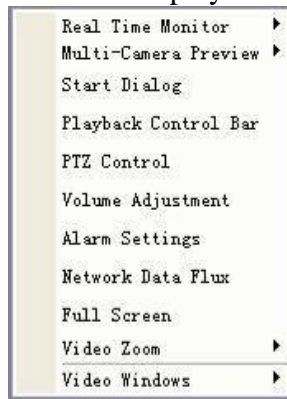 Real Time Monitor
Multi-Camera Preview
Start Dialog
Playback Control Bar
PTZ Control
Volume Adjustment
Alarm Settings
Network Data Flux
Full Screen
Video Zoom
Video Windows